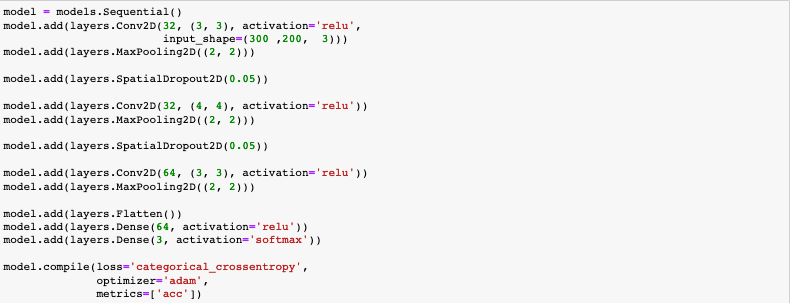 model = models.Sequential()
model.add(layers.Conv2D(32, (3, 3), activation='relu',
                        input_shape=(300 ,200,  3)))
model.add(layers.MaxPooling2D((2, 2)))
model.add(layers.SpatialDropout2D(0.05))
model.add(layers.Conv2D(32, (4, 4), activation='relu'))
model.add(layers.MaxPooling2D((2, 2)))
model.add(layers.SpatialDropout2D(0.05))
model.add(layers.Conv2D(64, (3, 3), activation='relu'))
model.add(layers.MaxPooling2D((2, 2)))
model.add(layers.Flatten())
model.add(layers.Dense(64, activation='relu'))
model.add(layers.Dense(3, activation='softmax'))
model.compile(loss='categorical_crossentropy',
              optimizer='adam',
              metrics=['acc'])